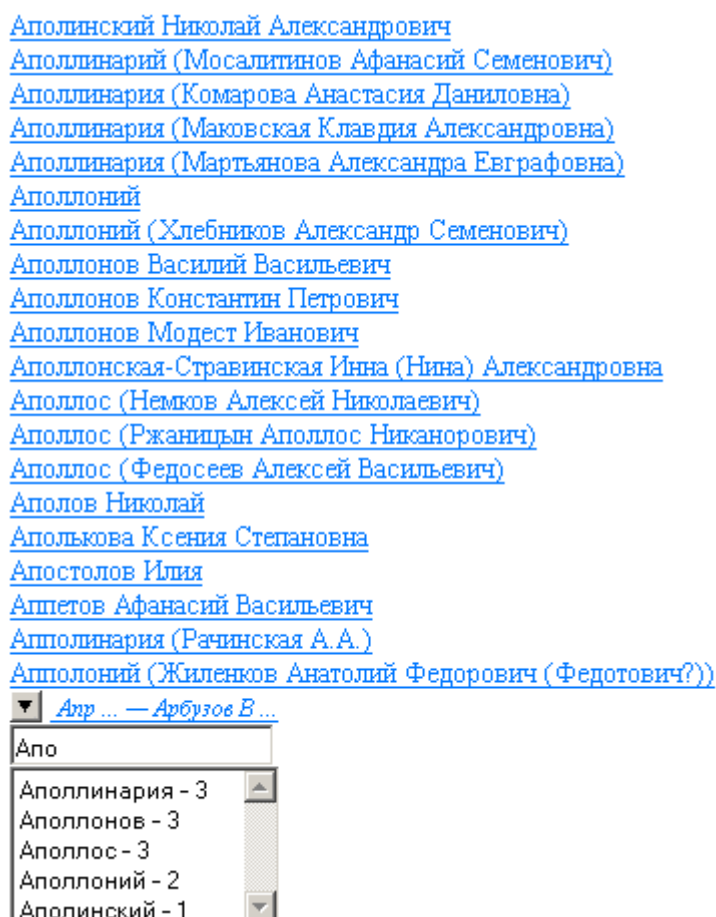 Аполинский Николай Александрович
Аполлинарий (Мосалитинов Афанасий Семенович)
Аполлинария (Комарова Анастасия Даниловна)
Аполлинария (Маковская Клавдия Александровна)
Аполлинария (Мартьянова Александра Евграфовна)
Аполлоний
Аполлоний (Хлебников Александр Семенович)
Аполлонов Василий Васильевич
Аполлонов Константин Петрович
Аполлонов Модест Иванович
Аполлонская-Стравинская Инна (Нина) Александровна
Аполлос (Немков Алексей Николаевич)
Аполлос (Ржаницын Аполлос Никанорович)
Аполлос (Федосеев Алексей Васильевич)
Аполов Николай
Аполькова Ксения Степановна
Апостолов Илия
Аппетов Афанасий Васильевич
Апполинария (Рачинская А.А.)
Апполоний (Жиленков Анатолий Федорович (Федотович?))
Апр ... — Арбузов В ...
Апо
Аполлинария - 3
Аполлонов - 3
Аполлос - 3
Аполлоний - 2
Аполинский - 1